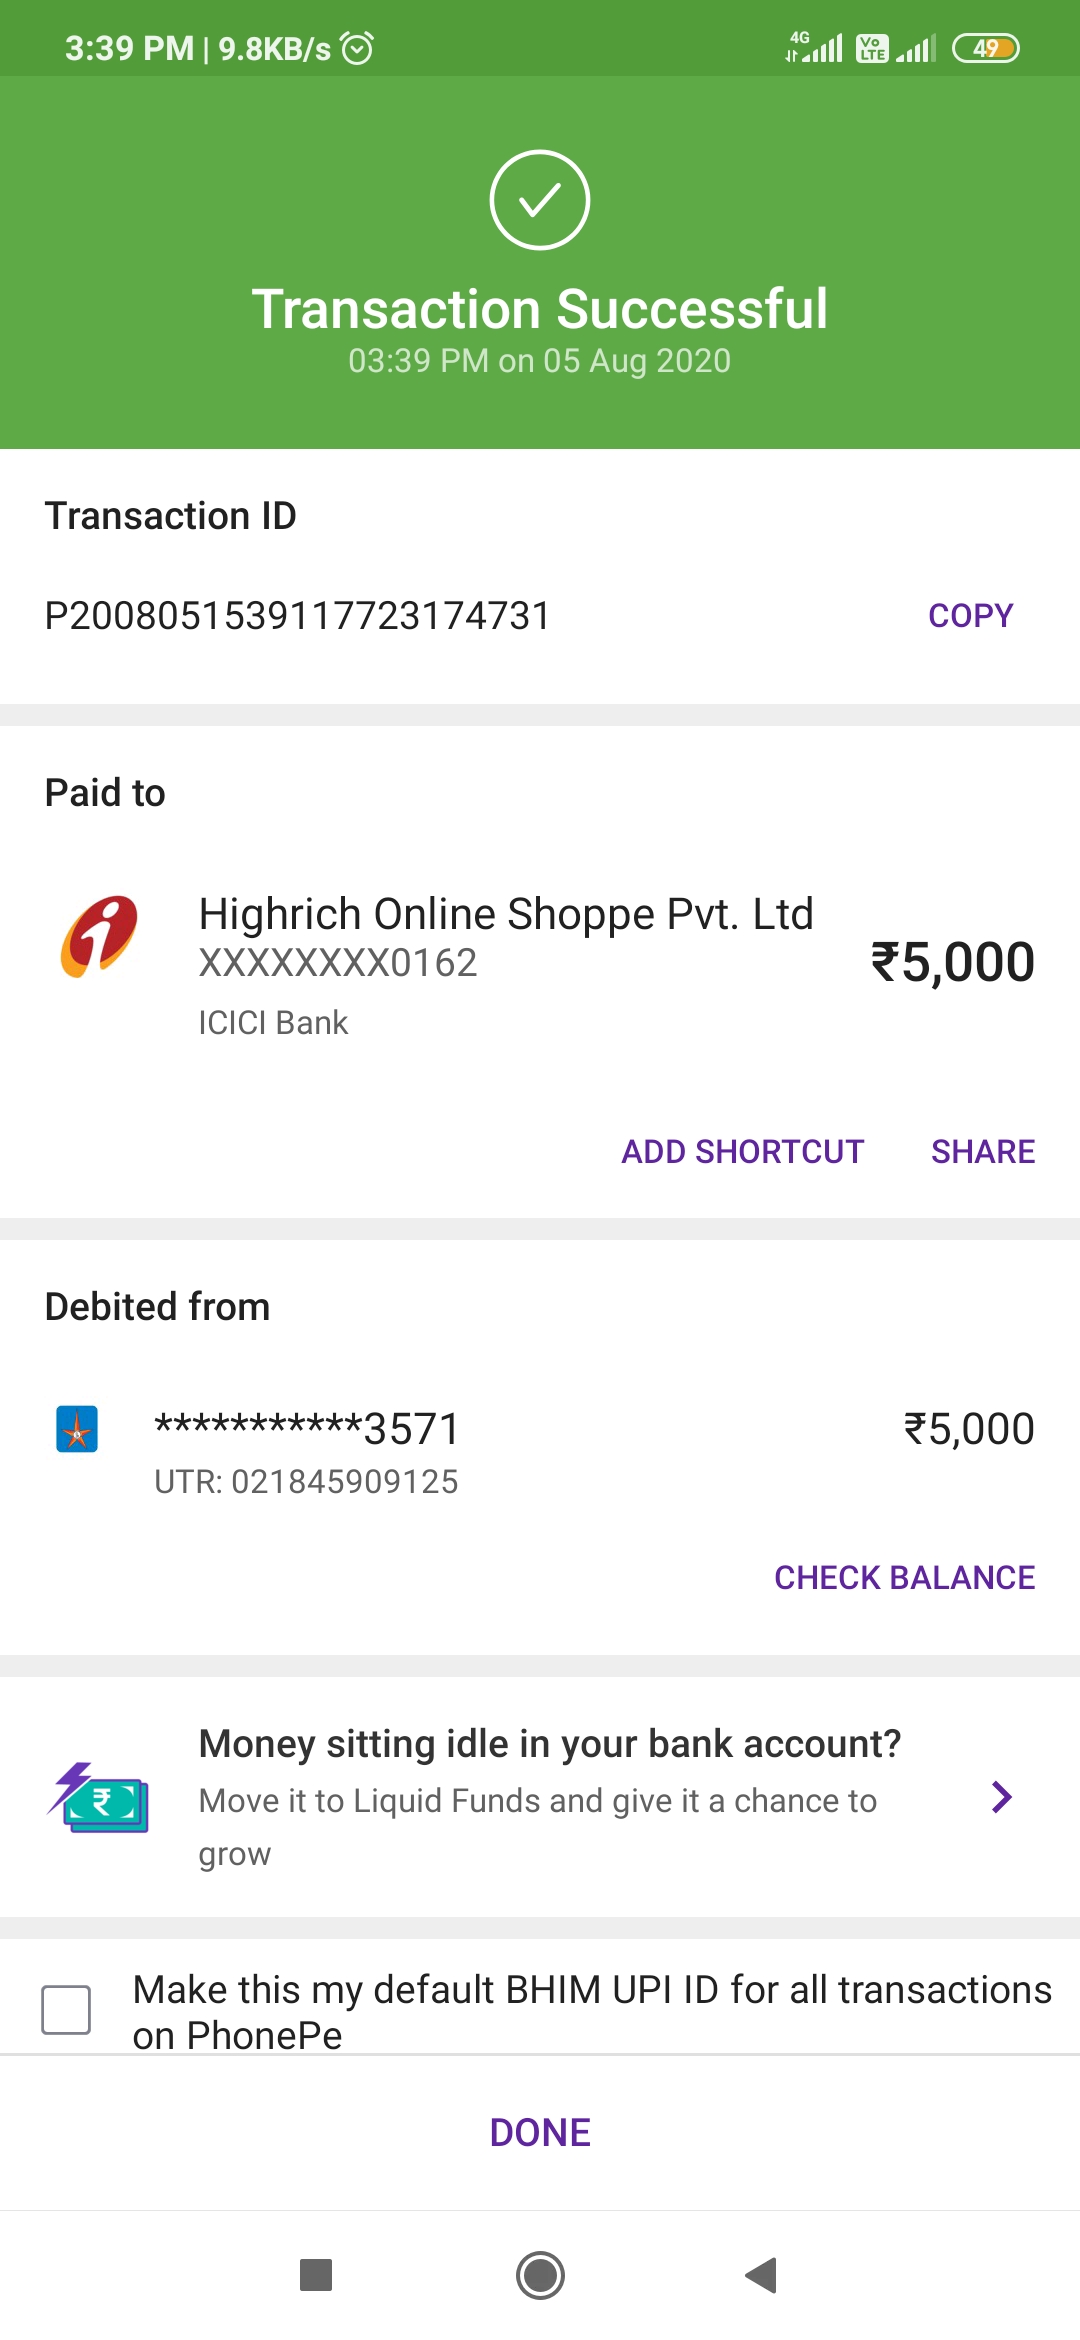 3:39 PM | 9.8KB/s
4G
Vo
LTE
49
Transaction Successful
03:39 PM on 05 Aug 2020
Transaction ID
P2008051539117723174731
COPY
Paid to
Highrich Online Shoppe Pvt. Ltd
XXXXXXXX0162
₹5,000
ICICI Bank
ADD SHORTCUT
SHARE
Debited from
***********3571
₹5,000
UTR: 021845909125
CHECK BALANCE
Money sitting idle in your bank account?
Move it to Liquid Funds and give it a chance to
grow
Make this my default BHIM UPI ID for all transactions
on PhonePe
DONE